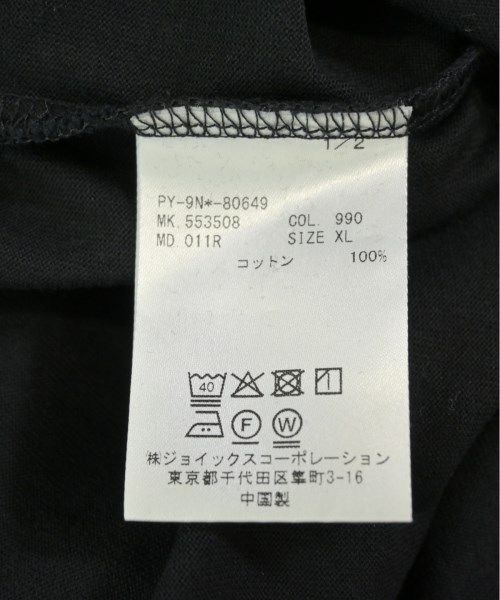 1/2
PY-9N*-80649
MK.553508 COL. 990
MD.011R SIZE XL
コットン 100%
40
F W
株ジョイックスコーポレーション
東京都千代田区隼町3-16
中国製